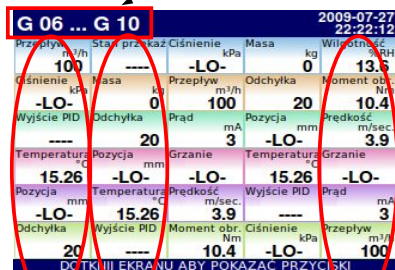 G 06 ... G 10 2009-07-27
22:22:12
Przepływ Start przekaź Ciśnienie Masa Wilgotność
m³/h kPa kg %RH
100 ---- -LO- 0 13.6
Ciśnienie Masa Przepływ Odchyłka Moment obr.
kPa kg m³/h Nm
-LO- 0 100 20 10.4
Wyjście PID Odchyłka Prąd Pozycja Prędkość
mA mm m/sec.
---- 20 3 -LO- 3.9
Temperatura Pozycja Grzanie Temperatura Grzanie
°C mm °C
15.26 -LO- -LO- 15.26 -LO-
Pozycja Temperatura Prędkość Wyjście PID Prąd
mm °C m/sec. mA
-LO- 15.26 3.9 ---- 3
Odchyłka Wyjście PID Moment obr. Ciśnienie Przepływ
Nm kPa m³/h
20 ---- 10.4 -LO- 100
DOTKNIJ EKRANU ABY POKAZAĆ PRZYCISKI